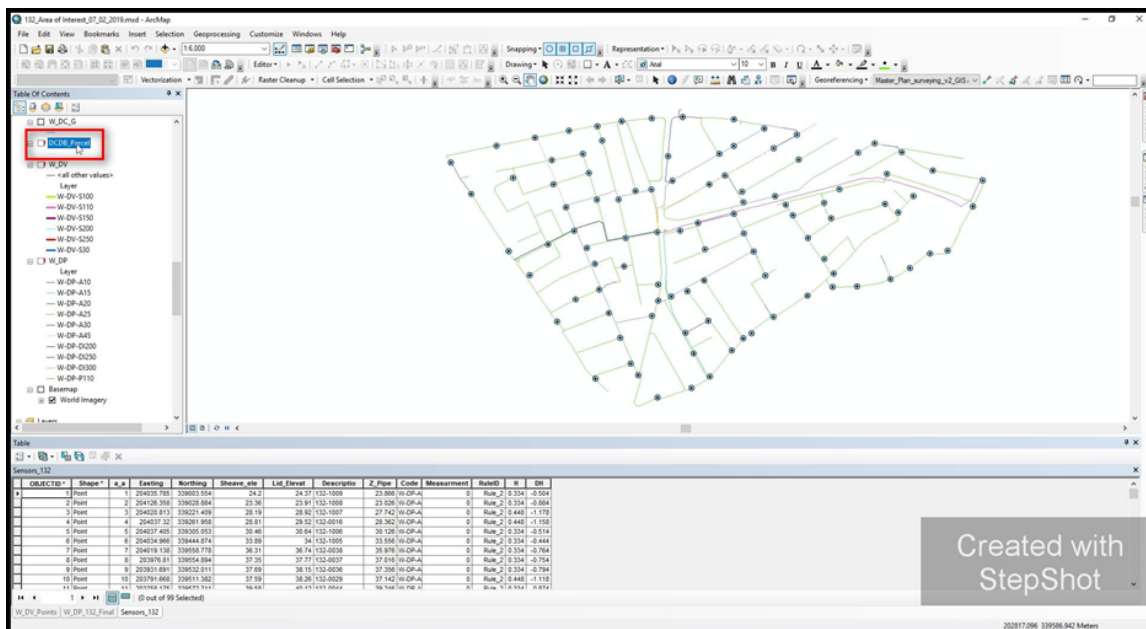 132_Area of Interest_07_02_2019.mxd - ArcMap
File Edit View Bookmarks Insert Selection Geoprocessing Customize Windows Help
1:6,000
Snapping
Representation
Editor
Drawing
Arial
10
B I U A
Vectorization
Raster Cleanup
Cell Selection
Georeferencing
Master_Plan_surveying_v2_GIS
Table Of Contents
W_DC_G
DCDB_Parcel
W_DV
<all other values>
Layer
W-DV-S100
W-DV-S110
W-DV-S150
W-DV-S200
W-DV-S250
W-DV-S30
W_DP
Layer
W-DP-A10
W-DP-A15
W-DP-A20
W-DP-A25
W-DP-A30
W-DP-A45
W-DP-DI200
W-DP-DI250
W-DP-DI300
W-DP-P110
Basemap
World Imagery
Layers
Table
Sensors_132
OBJECTID * Shape * a_a Easting Northing Sheave_ele Lid_Elevat Descriptio Z_Pipe Code Measurment RuleID H DH
1 Point 1 204035.785 339003.554 24.2 24.37 132-1009 23.866 W-DP-A 0 Rule_2 0.334 -0.504
2 Point 2 204126.358 339028.884 23.36 23.91 132-1008 23.026 W-DP-A 0 Rule_2 0.334 -0.884
3 Point 3 204020.813 339221.409 28.19 28.92 132-1007 27.742 W-DP-A 0 Rule_2 0.448 -1.178
4 Point 4 204037.32 339261.958 28.81 29.52 132-0016 28.362 W-DP-A 0 Rule_2 0.448 -1.158
5 Point 5 204037.405 339305.053 30.46 30.64 132-1006 30.126 W-DP-A 0 Rule_2 0.334 -0.514
6 Point 6 204034.966 339444.874 33.89 34 132-1005 33.556 W-DP-A 0 Rule_2 0.334 -0.444
7 Point 7 204019.138 339558.778 36.31 36.74 132-0038 35.976 W-DP-A 0 Rule_2 0.334 -0.764
8 Point 8 203976.81 339554.894 37.35 37.77 132-0037 37.016 W-DP-A 0 Rule_2 0.334 -0.754
9 Point 9 203931.691 339532.011 37.69 38.15 132-0036 37.356 W-DP-A 0 Rule_2 0.334 -0.794
10 Point 10 203791.668 339511.382 37.59 38.26 132-0029 37.142 W-DP-A 0 Rule_2 0.448 -1.118
1 (0 out of 99 Selected)
W_DV_Points W_DP_132_Final Sensors_132
202817.096 339586.942 Meters
Created with
StepShot